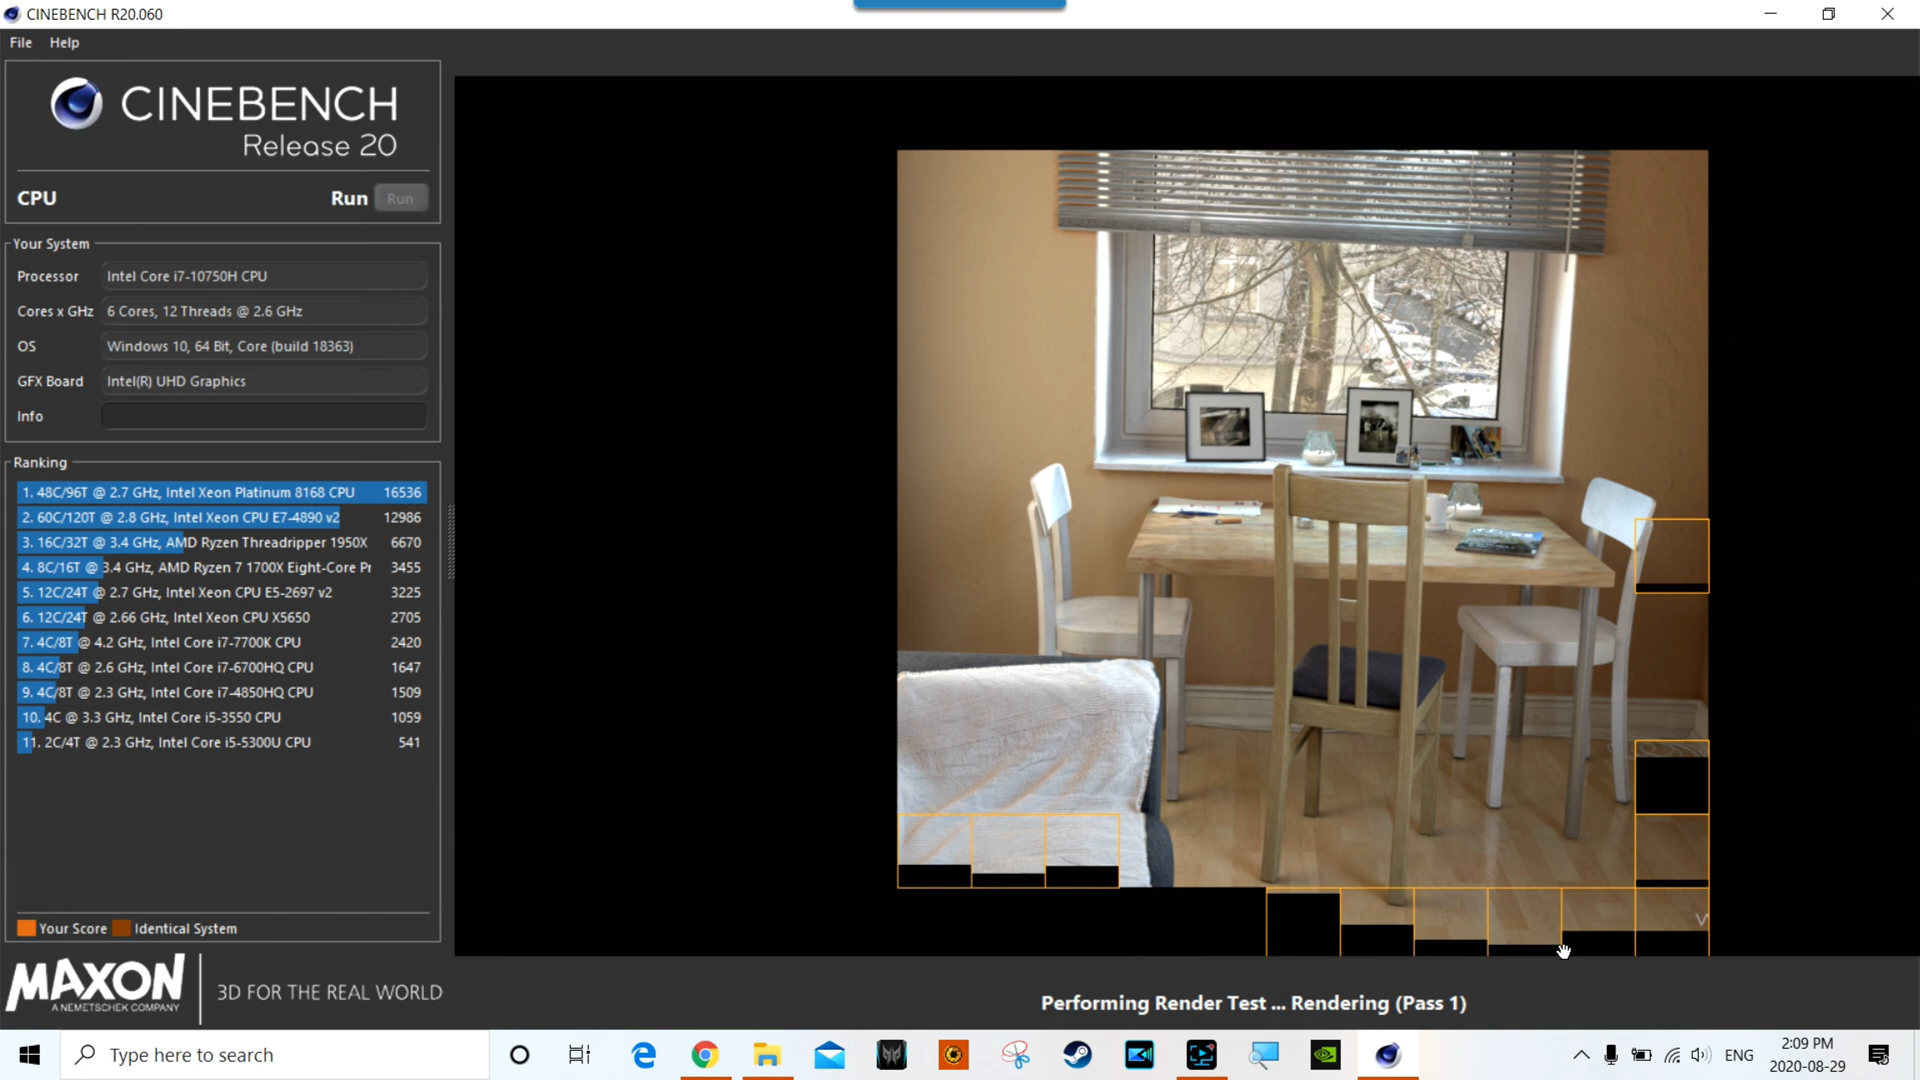 CINEBENCH R20.060
File Help
CINEBENCH
Release 20
CPU Run Run
Your System
Processor Intel Core i7-10750H CPU
Cores x GHz 6 Cores, 12 Threads @ 2.6 GHz
OS Windows 10, 64 Bit, Core (build 18363)
GFX Board Intel(R) UHD Graphics
Info
Ranking
1. 48C/96T @ 2.7 GHz, Intel Xeon Platinum 8168 CPU 16536
2. 60C/120T @ 2.8 GHz, Intel Xeon CPU E7-4890 v2 12986
3. 16C/32T @ 3.4 GHz, AMD Ryzen Threadripper 1950X 6670
4. 8C/16T @ 3.4 GHz, AMD Ryzen 7 1700X Eight-Core Pr 3455
5. 12C/24T @ 2.7 GHz, Intel Xeon CPU E5-2697 v2 3225
6. 12C/24T @ 2.66 GHz, Intel Xeon CPU X5650 2705
7. 4C/8T @ 4.2 GHz, Intel Core i7-7700K CPU 2420
8. 4C/8T @ 2.6 GHz, Intel Core i7-6700HQ CPU 1647
9. 4C/8T @ 2.3 GHz, Intel Core i7-4850HQ CPU 1509
10. 4C @ 3.3 GHz, Intel Core i5-3550 CPU 1059
11. 2C/4T @ 2.3 GHz, Intel Core i5-5300U CPU 541
Your Score Identical System
MAXON
A NEMETSCHEK COMPANY
3D FOR THE REAL WORLD
Performing Render Test ... Rendering (Pass 1)
Type here to search
ENG
2:09 PM
2020-08-29